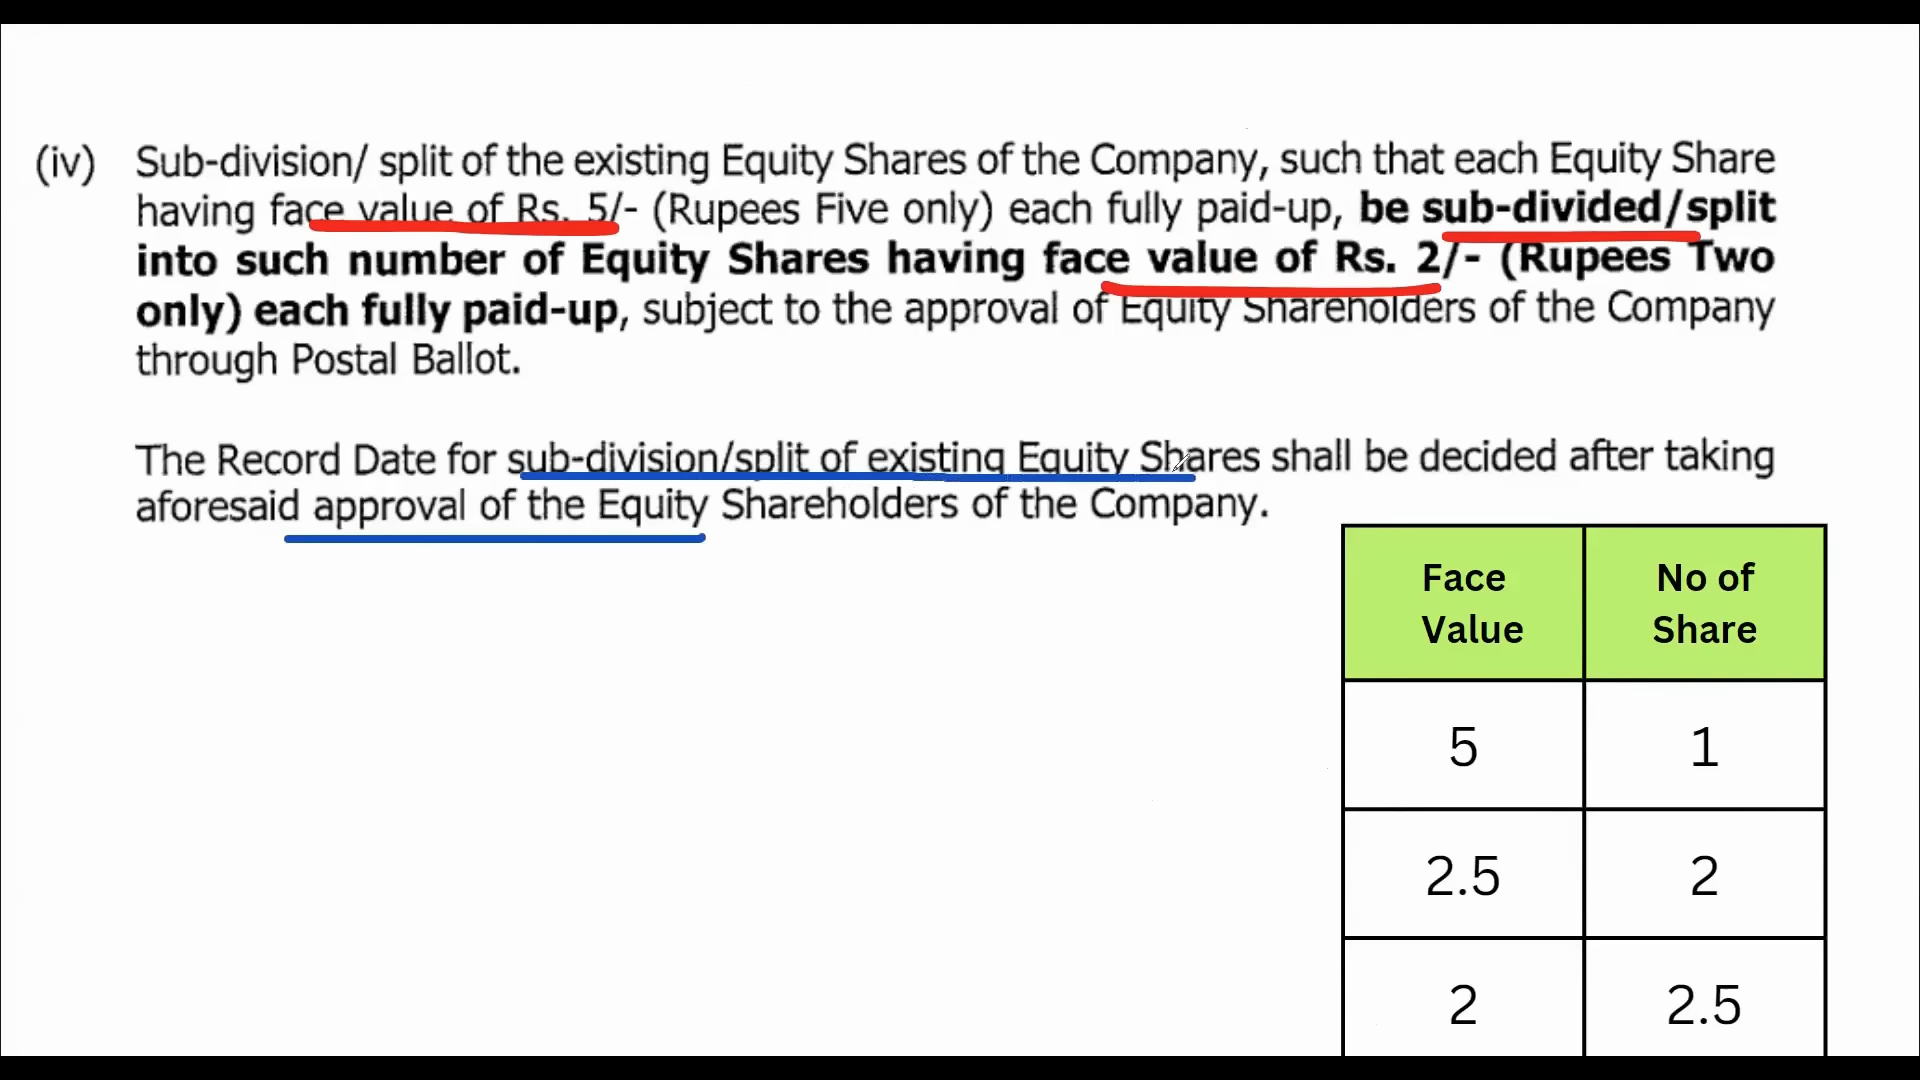 (iv) Sub-division/ split of the existing Equity Shares of the Company, such that each Equity Share
having face value of Rs. 5/- (Rupees Five only) each fully paid-up, be sub-divided/split
into such number of Equity Shares having face value of Rs. 2/- (Rupees Two
only) each fully paid-up, subject to the approval of Equity Shareholders of the Company
through Postal Ballot.
The Record Date for sub-division/split of existing Equity Shares shall be decided after taking
aforesaid approval of the Equity Shareholders of the Company.
Face No of
Value Share
5 1
2.5 2
2 2.5